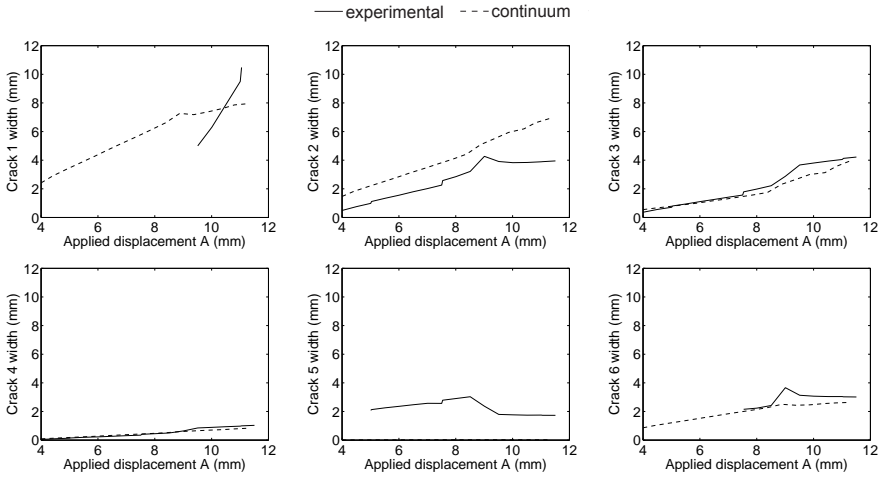 experimental continuum
12
10
8
6
4
2
0
4 6 8 10 12
Crack 1 width (mm)
Applied displacement A (mm)
12
10
8
6
4
2
0
4 6 8 10 12
Crack 2 width (mm)
Applied displacement A (mm)
12
10
8
6
4
2
0
4 6 8 10 12
Crack 3 width (mm)
Applied displacement A (mm)
12
10
8
6
4
2
0
4 6 8 10 12
Crack 4 width (mm)
Applied displacement A (mm)
12
10
8
6
4
2
0
4 6 8 10 12
Crack 5 width (mm)
Applied displacement A (mm)
12
10
8
6
4
2
0
4 6 8 10 12
Crack 6 width (mm)
Applied displacement A (mm)